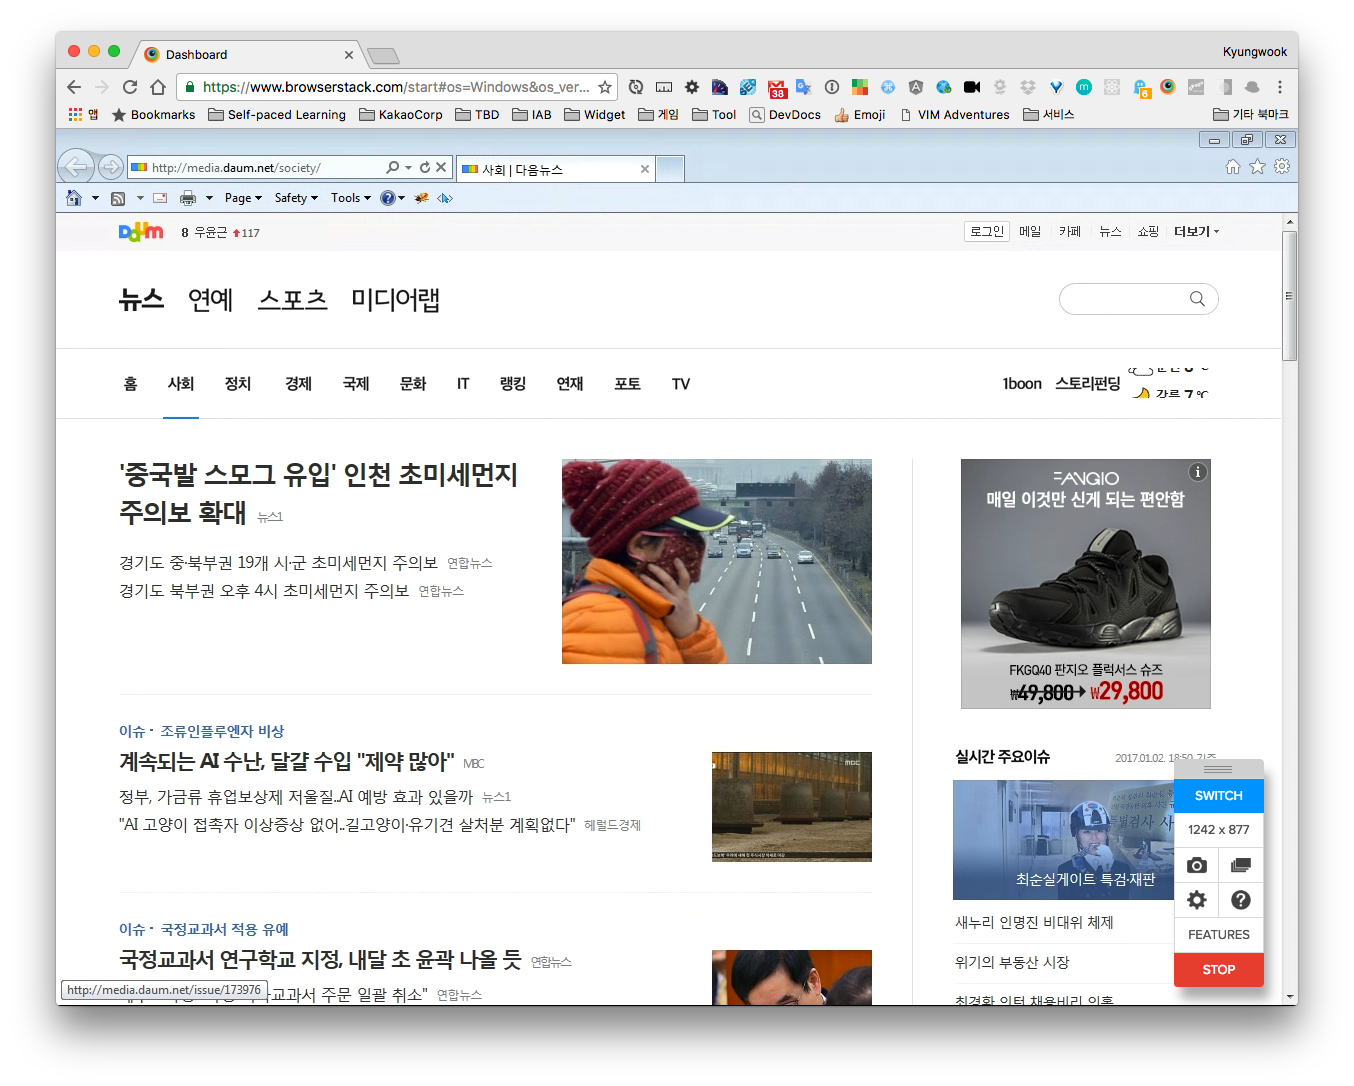 Dashboard
Kyungwook
https://www.browserstack.com/start#os=Windows&os_ver...
38
6
앱 Bookmarks Self-paced Learning KakaoCorp TBD IAB Widget 게임 Tool DevDocs Emoji VIM Adventures 서비스 기타 북마크
http://media.daum.net/society/
사회 | 다음뉴스
Page Safety Tools
Daum 8 우윤근 117
로그인 메일 카페 뉴스 쇼핑 더보기
뉴스 연예 스포츠 미디어랩
홈 사회 정치 경제 국제 문화 IT 랭킹 연재 포토 TV
1boon 스토리펀딩
강릉 7 ℃
'중국발 스모그 유입' 인천 초미세먼지
주의보 확대 뉴스1
경기도 중·북부권 19개 시·군 초미세먼지 주의보 연합뉴스
경기도 북부권 오후 4시 초미세먼지 주의보 연합뉴스
FANGIO
매일 이것만 신게 되는 편안함
FKGQ40 판지오 플럭서스 슈즈
₩49,800 ₩29,800
이슈 · 조류인플루엔자 비상
계속되는 AI 수난, 달걀 수입 "제약 많아" MBC
정부, 가금류 휴업보상제 저울질..AI 예방 효과 있을까 뉴스1
"AI 고양이 접촉자 이상증상 없어..길고양이·유기견 살처분 계획없다" 헤럴드경제
mbc
실시간 주요이슈
2017.01.02. 18:50 기준
특별검사 사
최순실게이트 특검·재판
새누리 인명진 비대위 체제
위기의 부동산 시장
최경환 인턴 채용비리 의혹
이슈 · 국정교과서 적용 유예
국정교과서 연구학교 지정, 내달 초 윤곽 나올 듯 연합뉴스
교과서 주문 일괄 취소" 연합뉴스
http://media.daum.net/issue/173976
SWITCH
1242 x 877
FEATURES
STOP